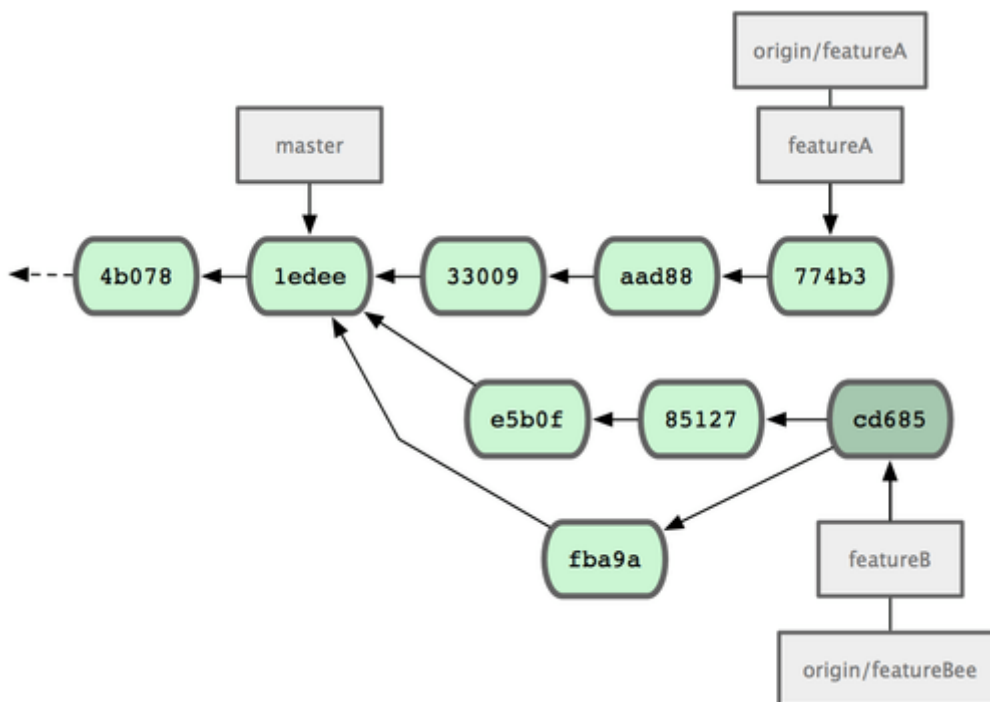 origin/featureA
master
featureA
4b078
1edee
33009
aad88
774b3
e5b0f
85127
cd685
fba9a
featureB
origin/featureBee